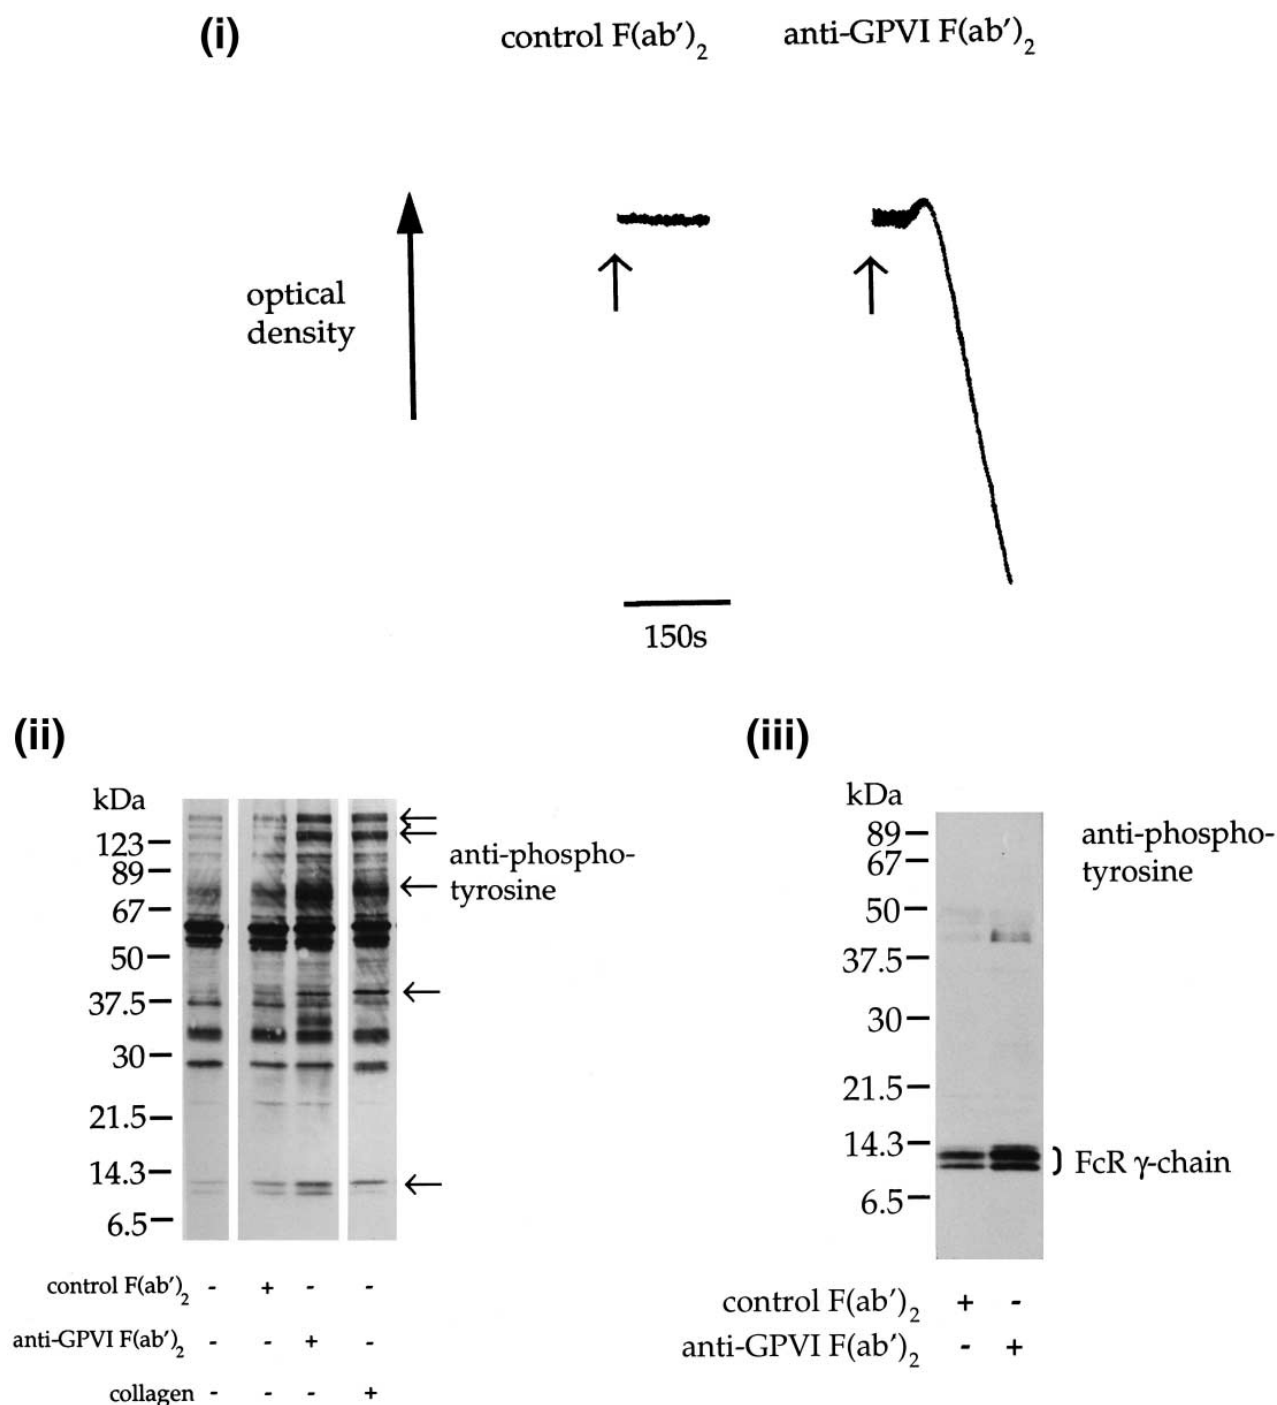 (i)
control F(ab′)2
anti-GPVI F(ab′)2
optical
density
150s
(ii)
kDa
123
89
67
50
37.5
30
21.5
14.3
6.5
anti-phospho-
tyrosine
control F(ab′)2 - + - -
anti-GPVI F(ab′)2 - - + -
collagen - - - +
(iii)
kDa
89
67
50
37.5
30
21.5
14.3
6.5
anti-phospho-
tyrosine
FcR γ-chain
control F(ab′)2 + -
anti-GPVI F(ab′)2 - +